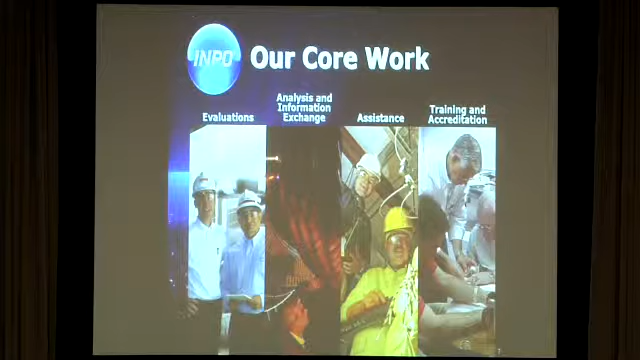 INPO
Our Core Work
Evaluations
Analysis and
Information
Exchange
Assistance
Training and
Accreditation